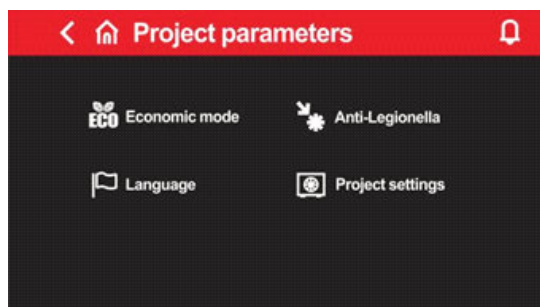 Project parameters
ECO Economic mode
Anti-Legionella
Language
Project settings